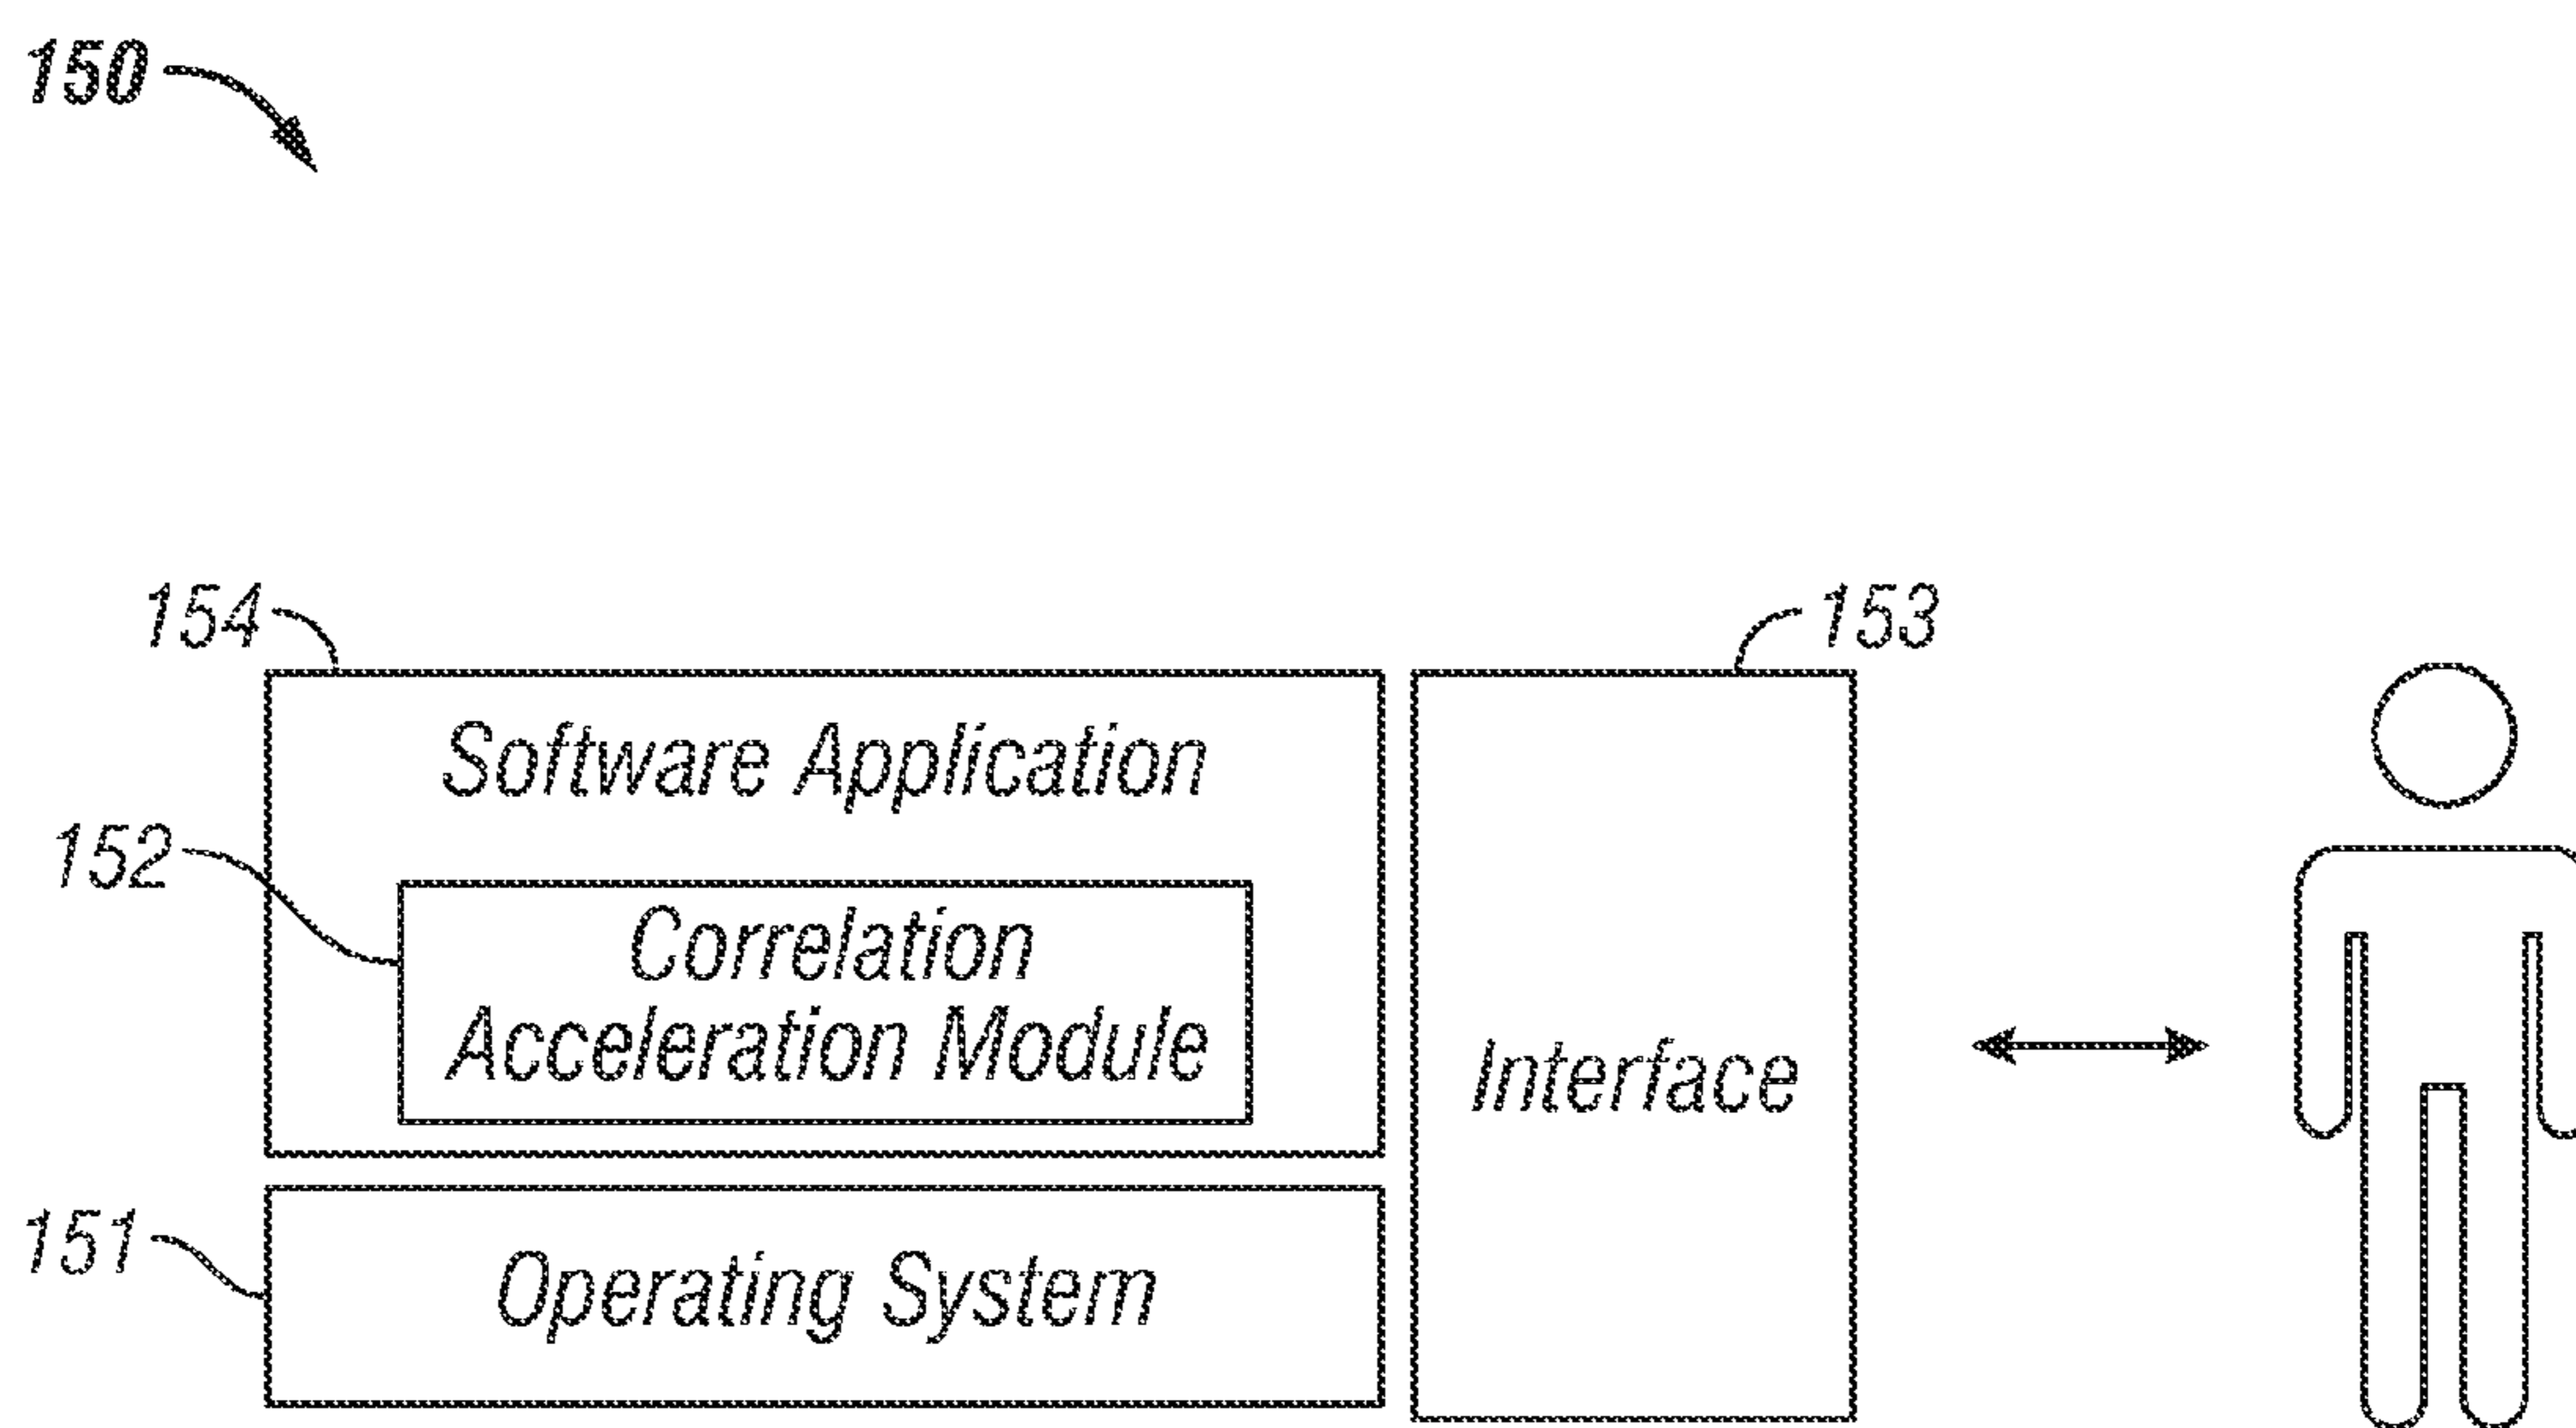 150
154
153
Software Application
152
Correlation
Acceleration Module
Interface
151
Operating System